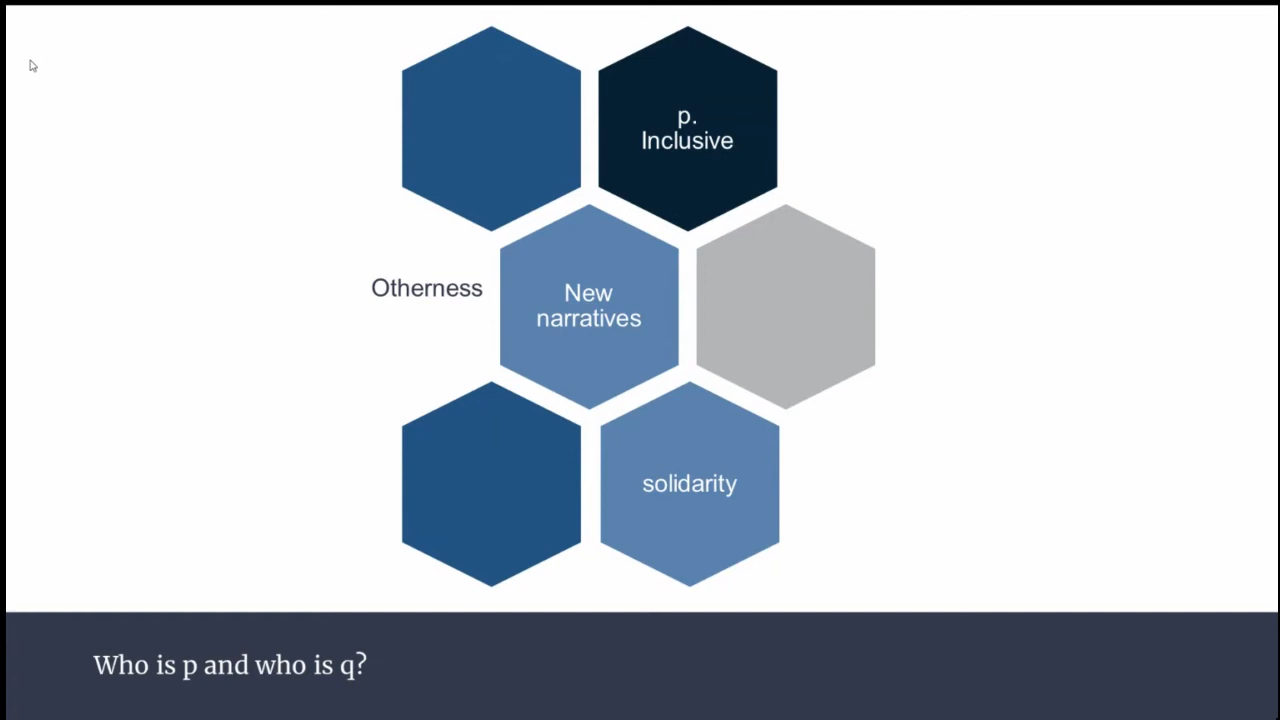 p.
Inclusive
Otherness
New
narratives
solidarity
Who is p and who is q?